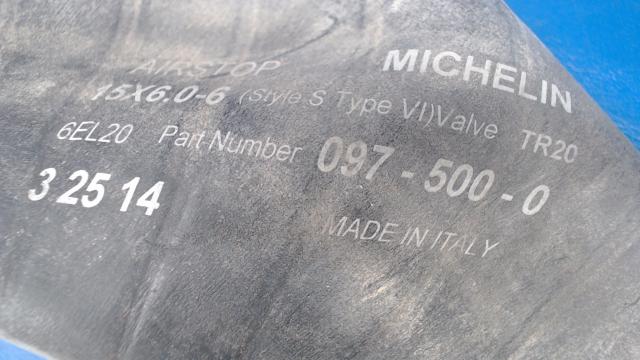 AIRSTOP MICHELIN
15X6.0-6 (Style S Type VI)Valve TR20
6EL20 Part Number 097 - 500 - 0
3 25 14
MADE IN ITALY